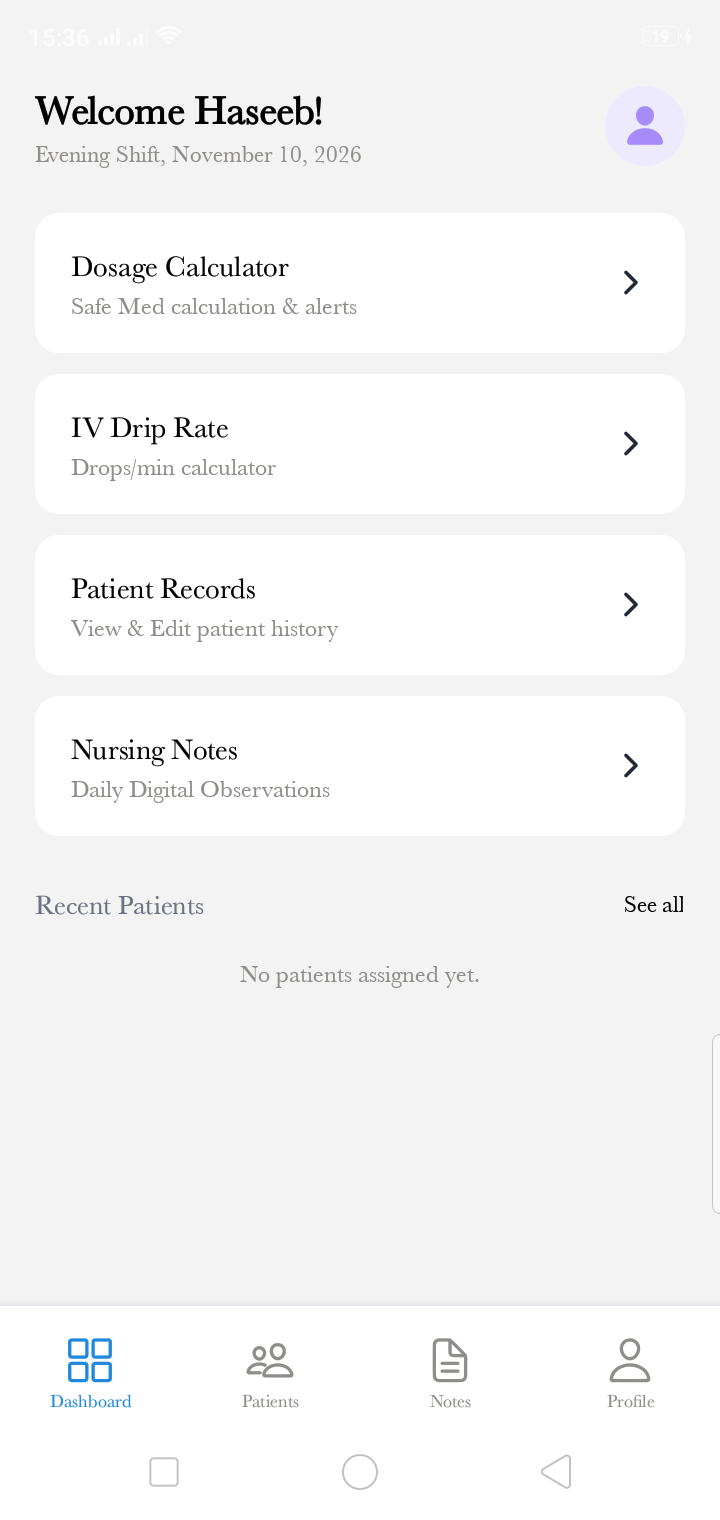 15:36
19
Welcome Haseeb!
Evening Shift, November 10, 2026
Dosage Calculator
Safe Med calculation & alerts
IV Drip Rate
Drops/min calculator
Patient Records
View & Edit patient history
Nursing Notes
Daily Digital Observations
Recent Patients
See all
No patients assigned yet.
Dashboard
Patients
Notes
Profile